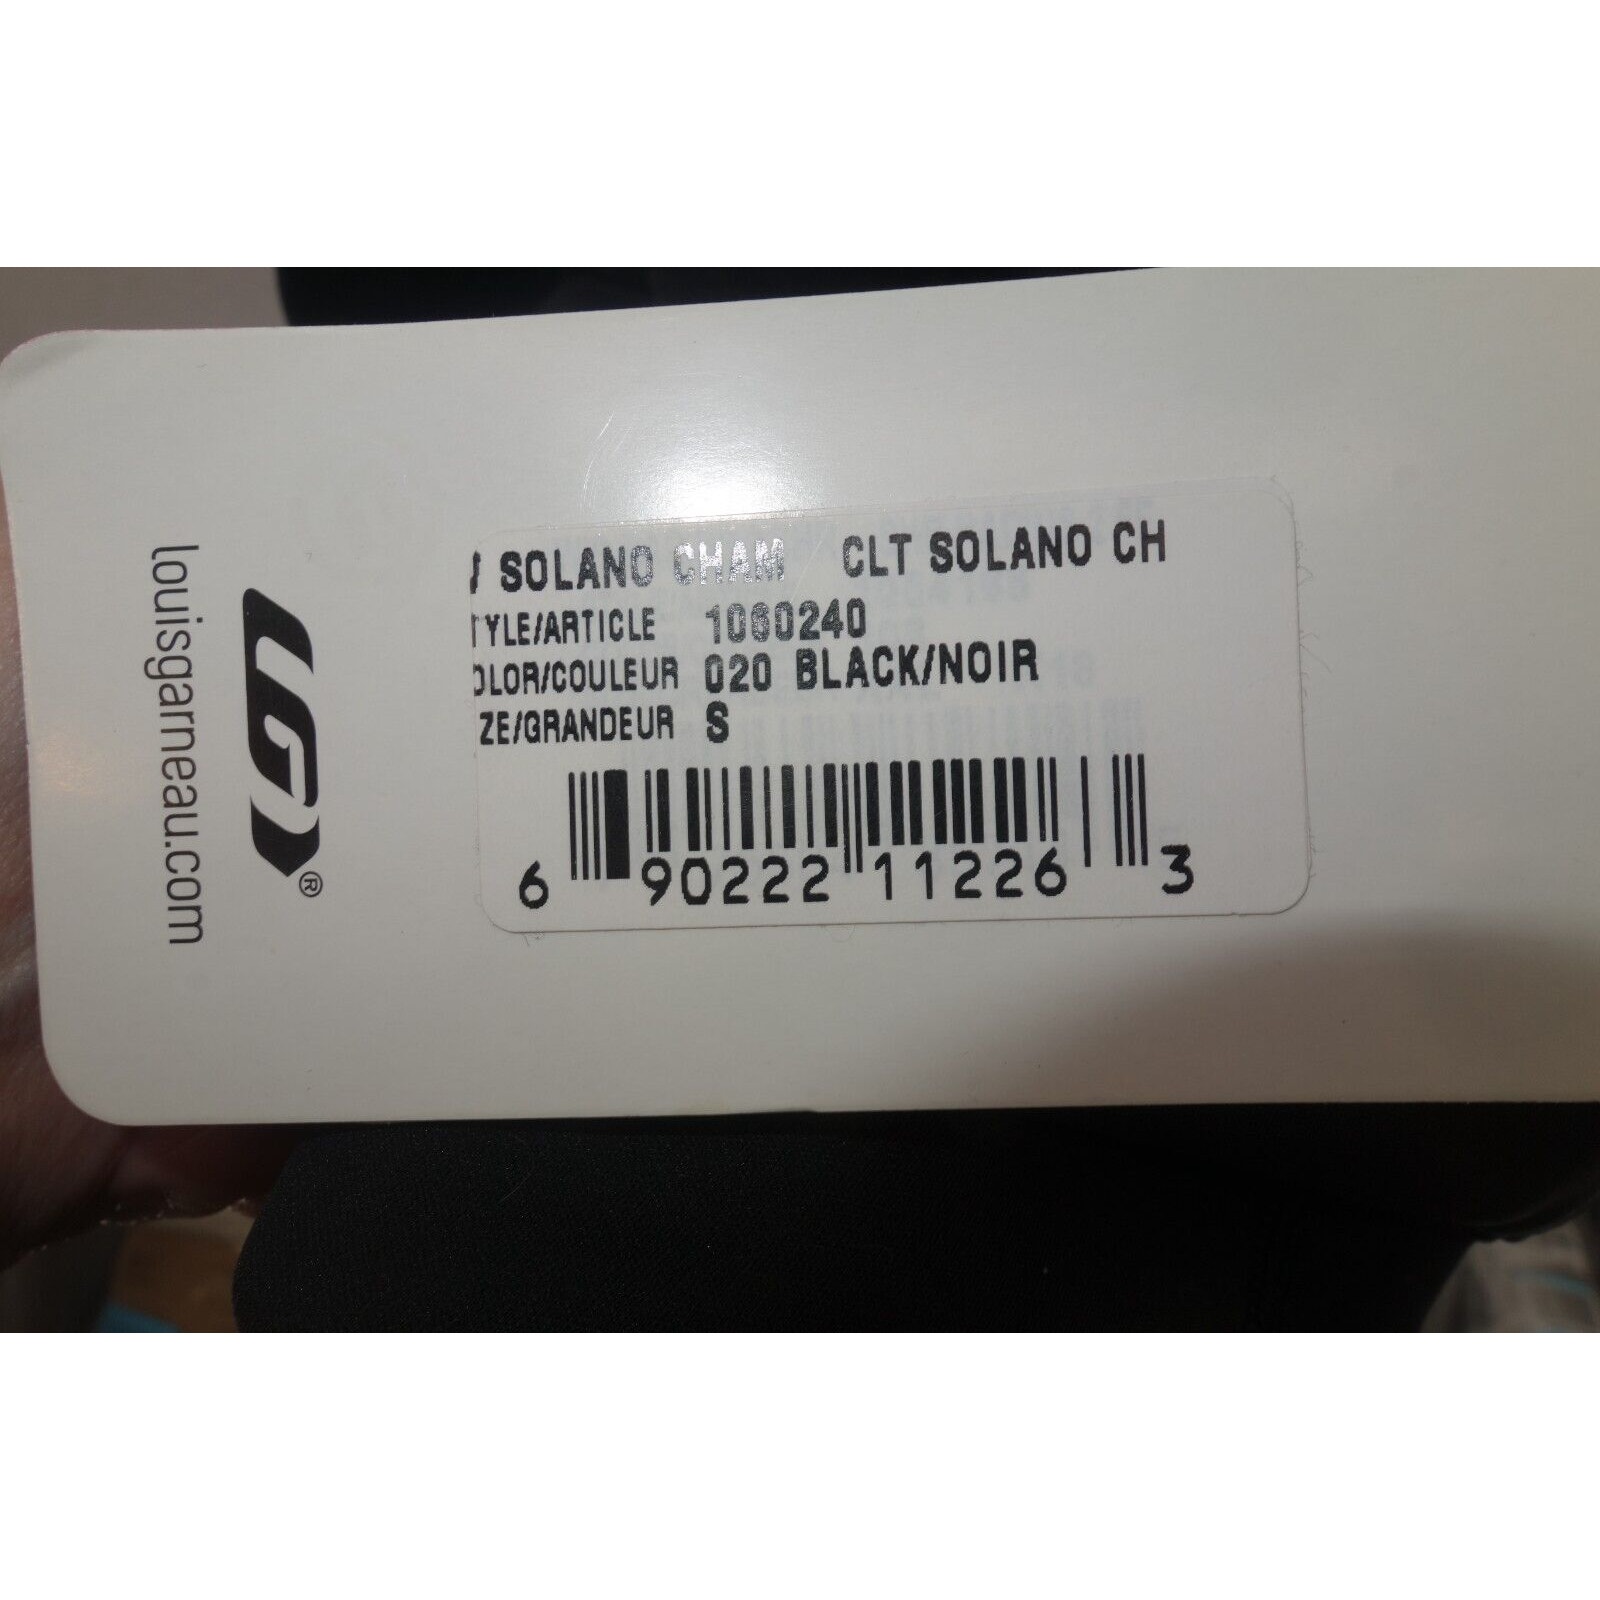 / SOLANO CHAM CLT SOLANO CH
TYLE/ARTICLE 1060240
OLOR/COULEUR 020 BLACK/NOIR
ZE/GRANDEUR S
6 90222 11226 3
LG®
louisgarneau.com